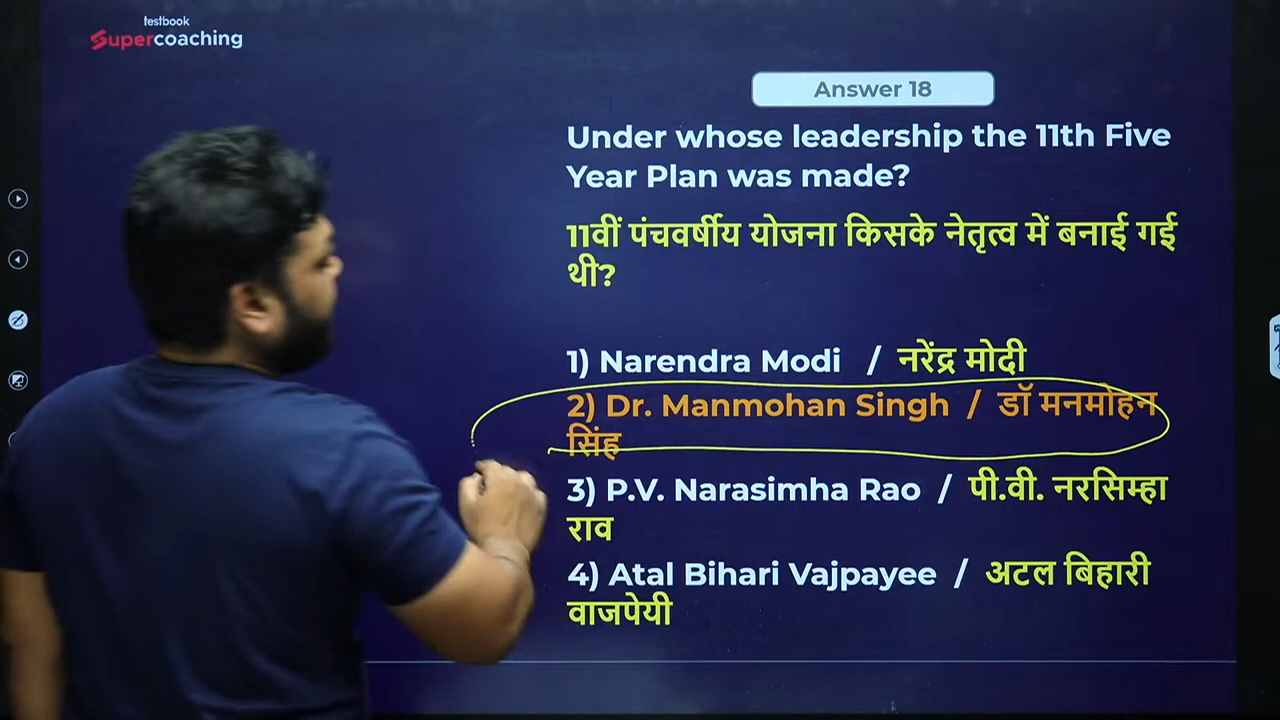 testbook
Supercoaching
Answer 18
Under whose leadership the 11th Five
Year Plan was made?
11वीं पंचवर्षीय योजना किसके नेतृत्व में बनाई गई
थी?
1) Narendra Modi / नरेंद्र मोदी
2) Dr. Manmohan Singh / डॉ मनमोहन
सिंह
3) P.V. Narasimha Rao / पी.वी. नरसिम्हा
राव
4) Atal Bihari Vajpayee / अटल बिहारी
वाजपेयी